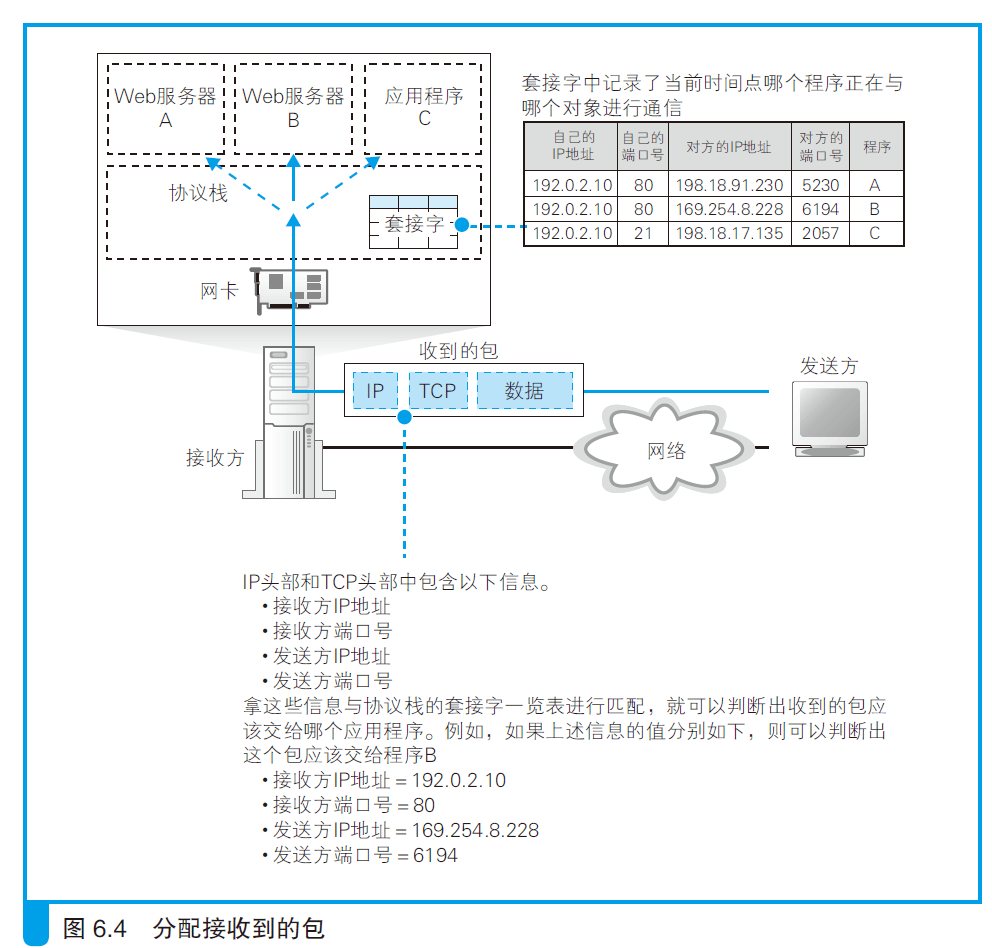 Web服务器
A
Web服务器
B
应用程序
C
套接字中记录了当前时间点哪个程序正在与
哪个对象进行通信
自己的
IP地址
自己的
端口号
对方的IP地址
对方的
端口号
程序
192.0.2.10 80 198.18.91.230 5230 A
192.0.2.10 80 169.254.8.228 6194 B
192.0.2.10 21 198.18.17.135 2057 C
协议栈
套接字
网卡
收到的包
IP TCP 数据
发送方
接收方
网络
IP头部和TCP头部中包含以下信息。
•接收方IP地址
•接收方端口号
•发送方IP地址
•发送方端口号
拿这些信息与协议栈的套接字一览表进行匹配，就可以判断出收到的包应
该交给哪个应用程序。例如，如果上述信息的值分别如下，则可以判断出
这个包应该交给程序B
•接收方IP地址＝192.0.2.10
•接收方端口号＝80
•发送方IP地址＝169.254.8.228
•发送方端口号＝6194
图 6.4 分配接收到的包